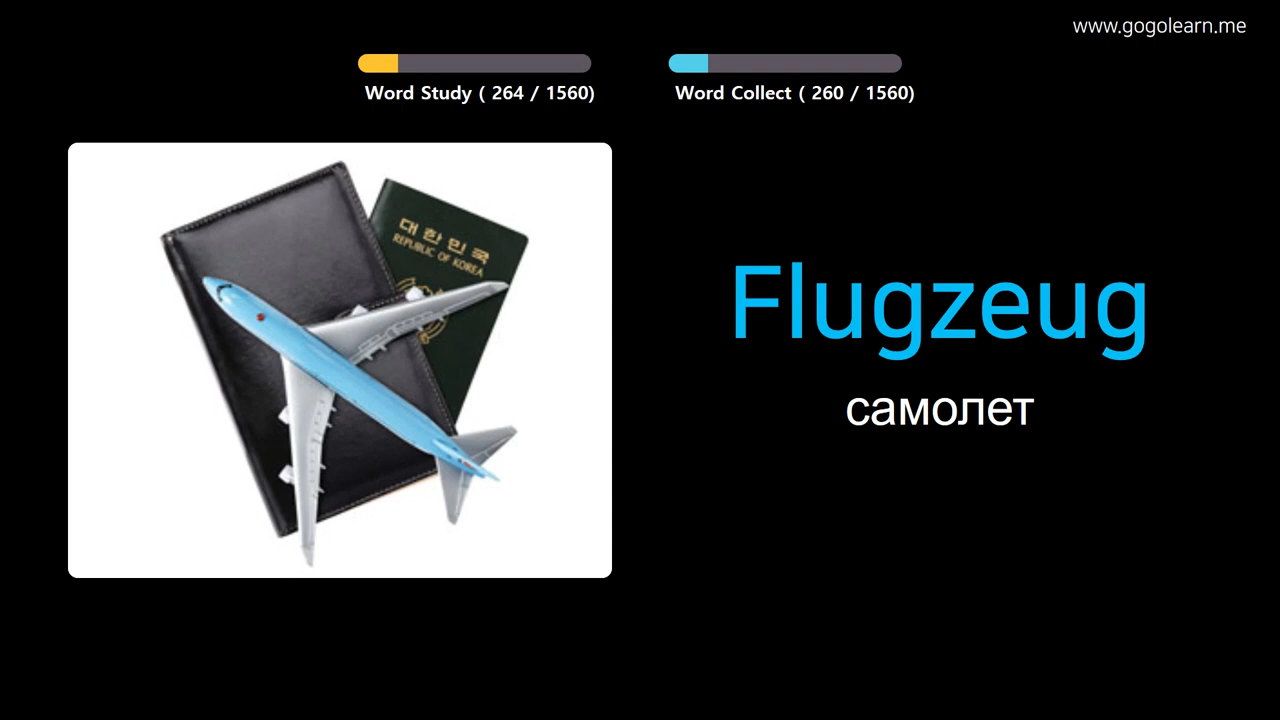 www.gogolearn.me
Word Study ( 264 / 1560)
Word Collect ( 260 / 1560)
대한민국
REPUBLIC OF KOREA
Flugzeug
самолет